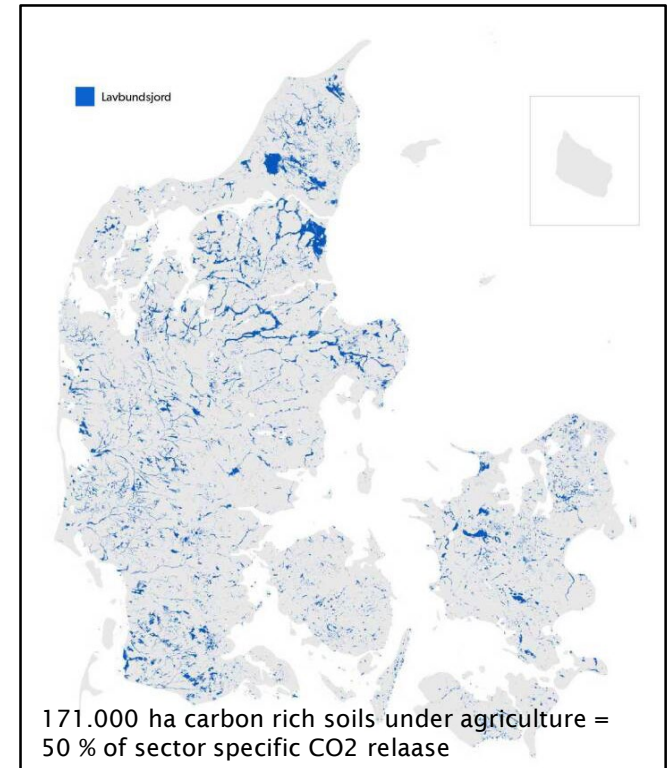 Lavbundsjord
171.000 ha carbon rich soils under agriculture =
50 % of sector specific CO2 relaase